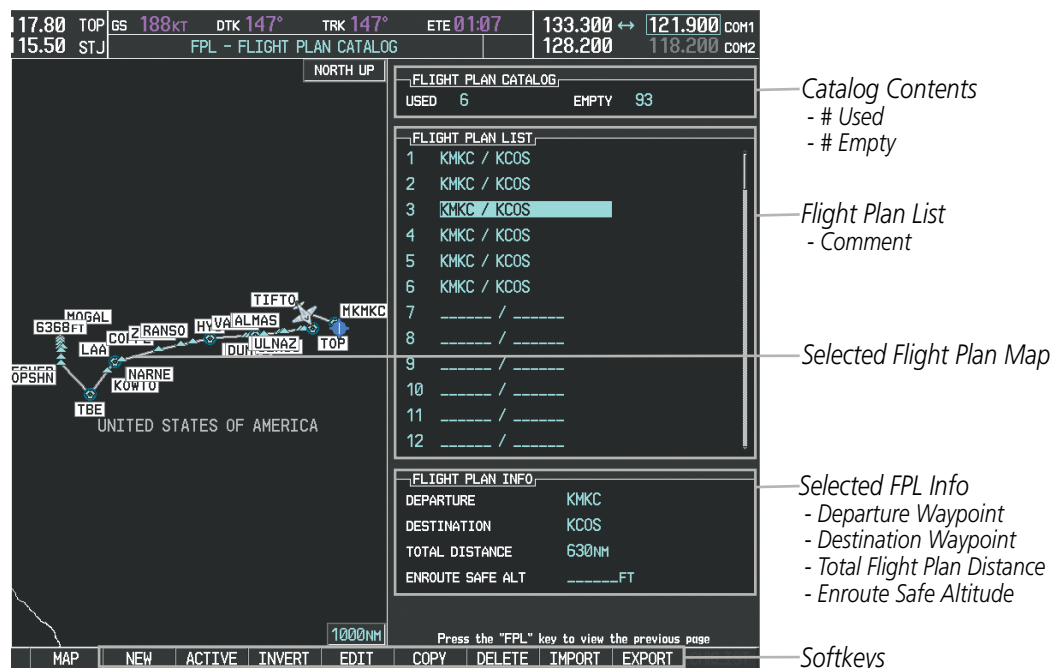 17.80 TOP GS 188KT DTK 147° TRK 147° ETE 01:07 133.300 ↔ 121.900 COM1
15.50 STJ FPL – FLIGHT PLAN CATALOG 128.200 118.200 COM2
NORTH UP
FLIGHT PLAN CATALOG
USED 6 EMPTY 93
Catalog Contents
- # Used
- # Empty
FLIGHT PLAN LIST
1 KMKC / KCOS
2 KMKC / KCOS
3 KMKC / KCOS
4 KMKC / KCOS
5 KMKC / KCOS
6 KMKC / KCOS
7 ______ / ______
8 ______ / ______
9 ______ / ______
10 ______ / ______
11 ______ / ______
12 ______ / ______
Flight Plan List
- Comment
TIFTO
MKMKC
MOGAL
6368FT
RANSO
ALMAS
ULNAZ
TOP
LAA
NARNE
KOWTO
OPSHN
TBE
UNITED STATES OF AMERICA
Selected Flight Plan Map
FLIGHT PLAN INFO
DEPARTURE KMKC
DESTINATION KCOS
TOTAL DISTANCE 630NM
ENROUTE SAFE ALT ______FT
Selected FPL Info
- Departure Waypoint
- Destination Waypoint
- Total Flight Plan Distance
- Enroute Safe Altitude
1000NM
Press the "FPL" key to view the previous page
MAP NEW ACTIVE INVERT EDIT COPY DELETE IMPORT EXPORT
Softkeys